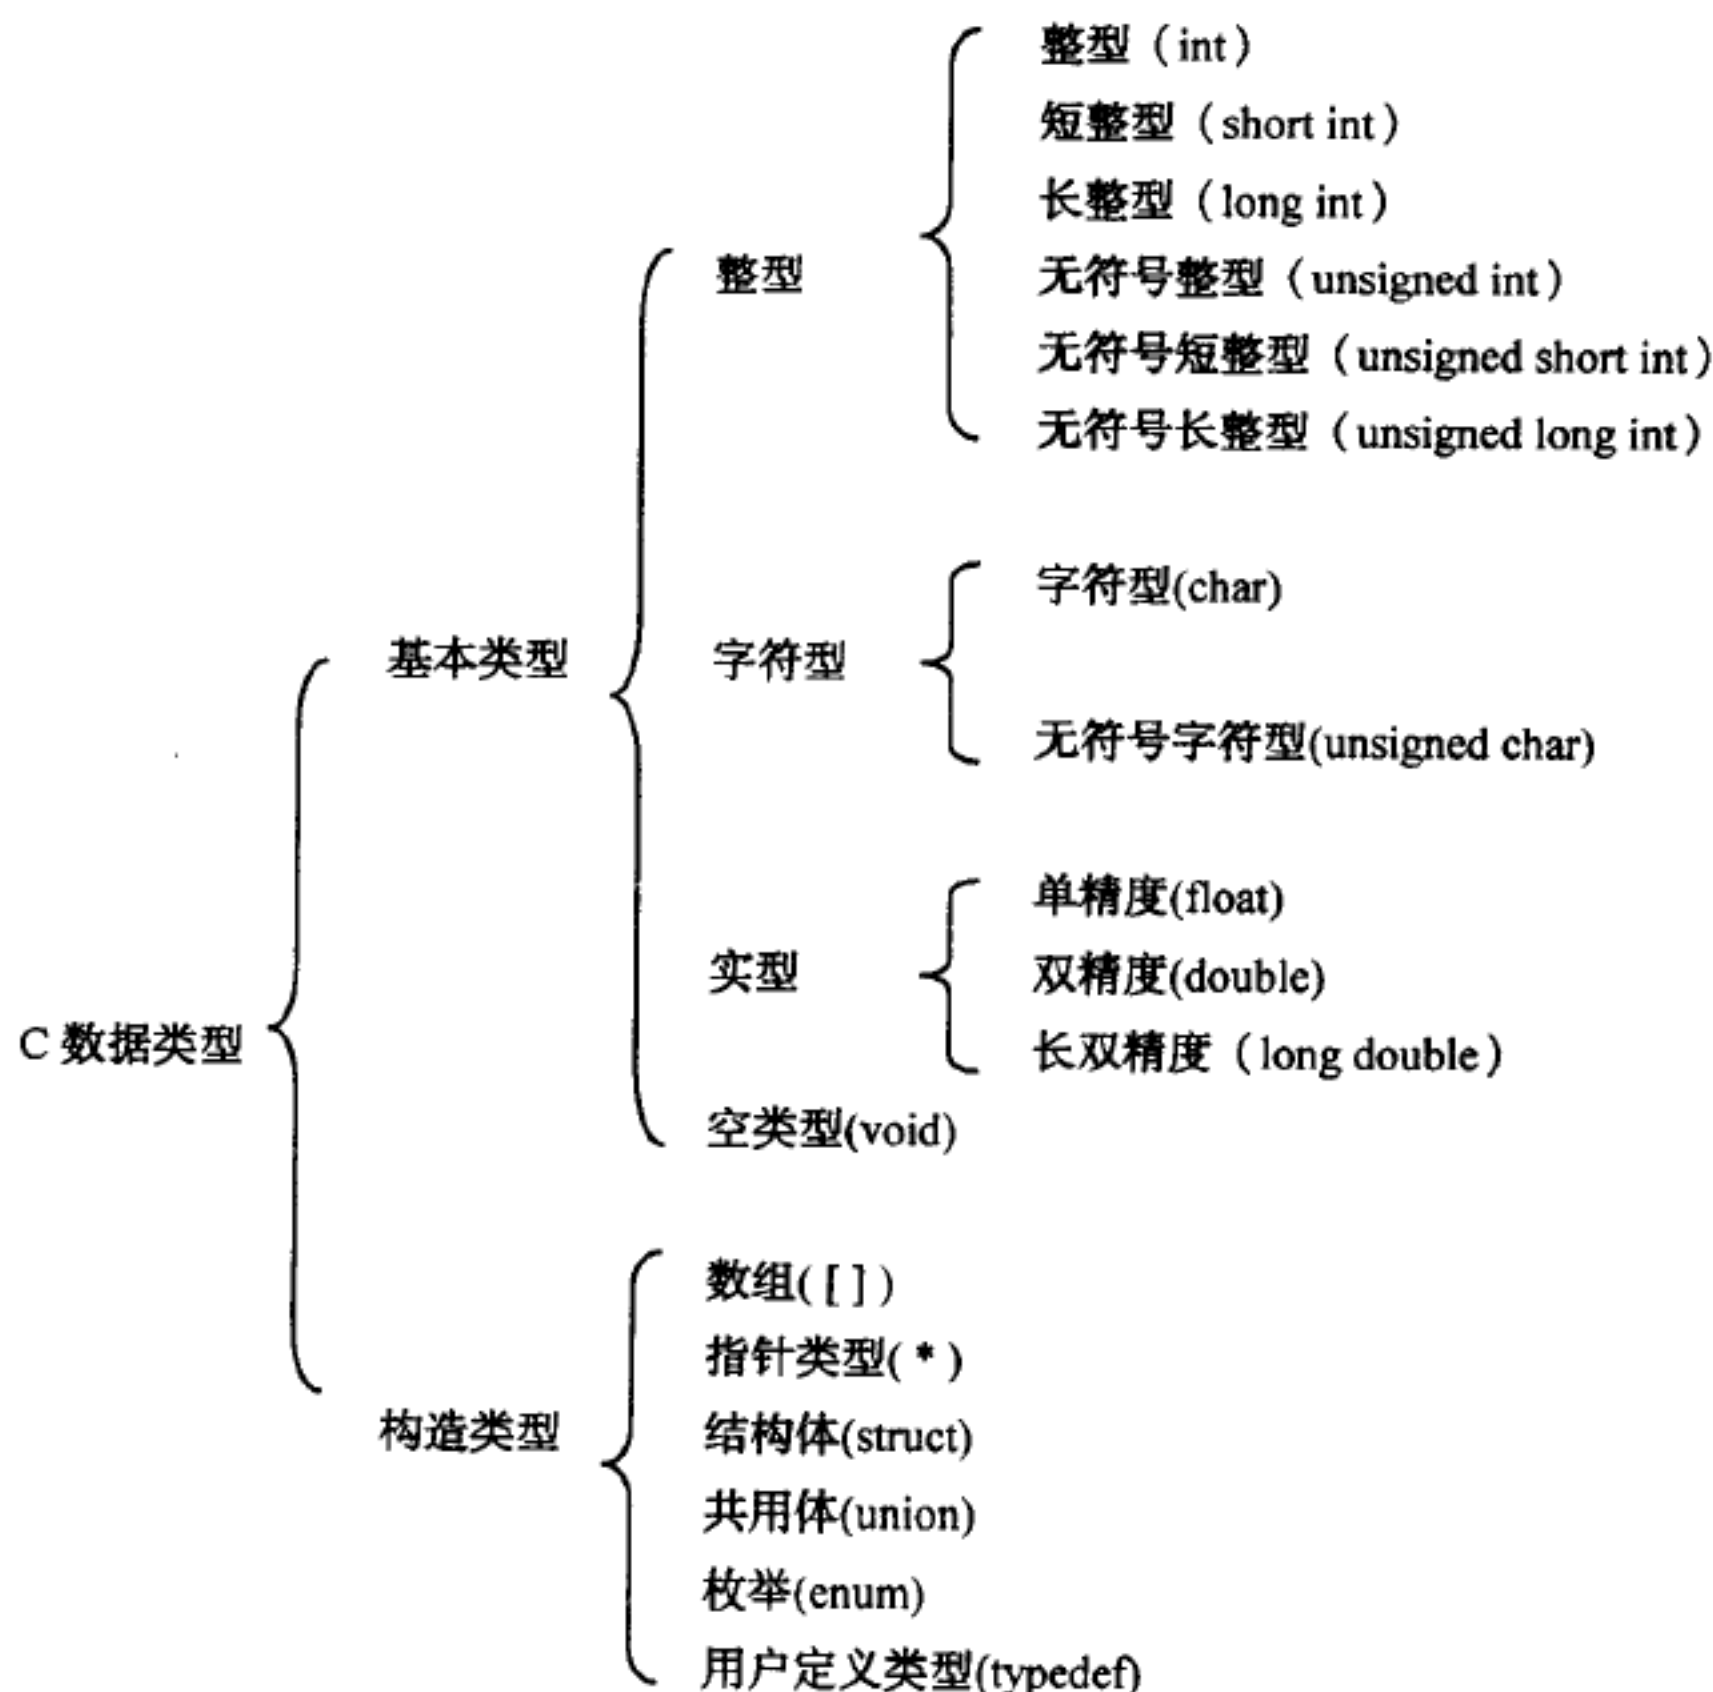 C 数据类型
基本类型
整型
整型（int）
短整型（short int）
长整型（long int）
无符号整型（unsigned int）
无符号短整型（unsigned short int）
无符号长整型（unsigned long int）
字符型
字符型(char)
无符号字符型(unsigned char)
实型
单精度(float)
双精度(double)
长双精度（long double）
空类型(void)
构造类型
数组( [ ] )
指针类型( * )
结构体(struct)
共用体(union)
枚举(enum)
用户定义类型(typedef)